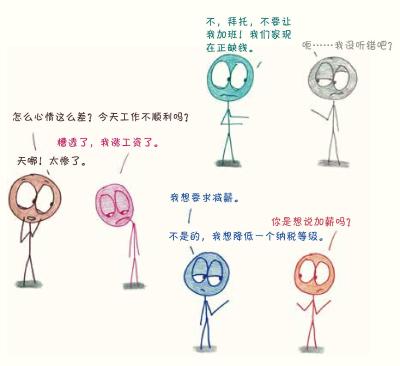 不，拜托，不要让
我加班！我们家现
在正缺钱。
呃……我没听错吧？
怎么心情这么差？今天工作不顺利吗？
糟透了，我涨工资了。
天哪！太惨了。
我想要求减薪。
你是想说加薪吗？
不是的，我想降低一个纳税等级。